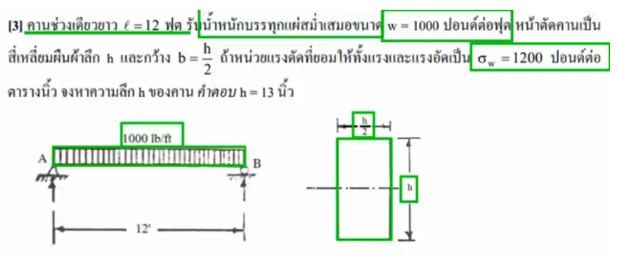 [3] คานช่วงเดียวยาว ℓ = 12 ฟุต รับน้ำหนักบรรทุกแผ่สม่ำเสมอขนาด w = 1000 ปอนด์ต่อฟุต หน้าตัดคานเป็น
สี่เหลี่ยมผืนผ้าลึก h และกว้าง b = h/2 ถ้าหน่วยแรงดัดที่ยอมให้ทั้งแรงและแรงอัดเป็น σw = 1200 ปอนด์ต่อ
ตารางนิ้ว จงหาความลึก h ของคาน คำตอบ h = 13 นิ้ว
h/2
1000 lb/ft
A B
h
12'